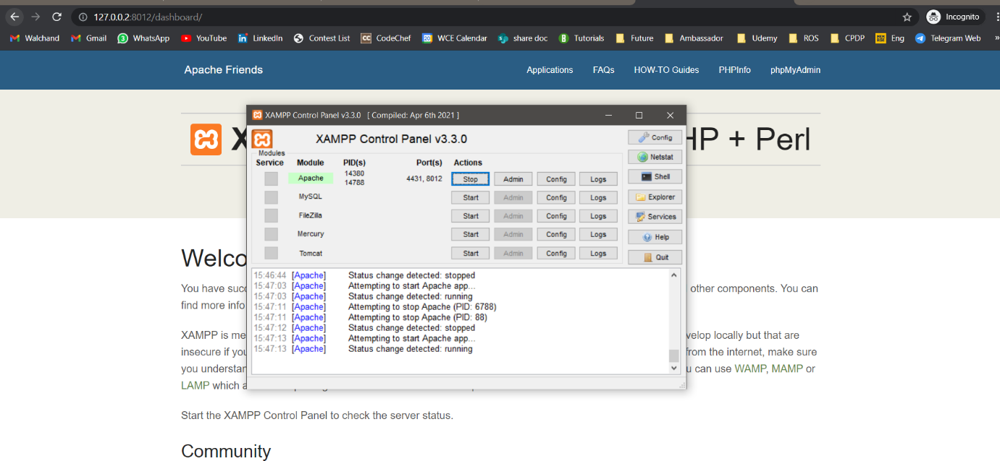 127.0.0.2:8012/dashboard/
Incognito
Walchand Gmail WhatsApp YouTube LinkedIn Contest List CC CodeChef 20 WCE Calendar share doc Tutorials Future Ambassador Udemy ROS CPDP Eng Telegram Web »
Apache Friends Applications FAQs HOW-TO Guides PHPInfo phpMyAdmin
X
HP + Perl
XAMPP Control Panel v3.3.0 [ Compiled: Apr 6th 2021 ]
XAMPP Control Panel v3.3.0
Config
Modules
Service Module PID(s) Port(s) Actions
Netstat
Apache 14380 14788 4431, 8012 Stop Admin Config Logs
Shell
MySQL Start Admin Config Logs
Explorer
FileZilla Start Admin Config Logs
Services
Mercury Start Admin Config Logs
Help
Tomcat Start Admin Config Logs
Quit
15:46:44 [Apache] Status change detected: stopped
15:47:03 [Apache] Attempting to start Apache app...
15:47:03 [Apache] Status change detected: running
15:47:11 [Apache] Attempting to stop Apache (PID: 6788)
15:47:11 [Apache] Attempting to stop Apache (PID: 88)
15:47:12 [Apache] Status change detected: stopped
15:47:13 [Apache] Attempting to start Apache app...
15:47:13 [Apache] Status change detected: running
Welco
You have succ other components. You can
find more info
XAMPP is me velop locally but that are
insecure if you from the internet, make sure
you understan u can use WAMP, MAMP or
LAMP which a
Start the XAMPP Control Panel to check the server status.
Community